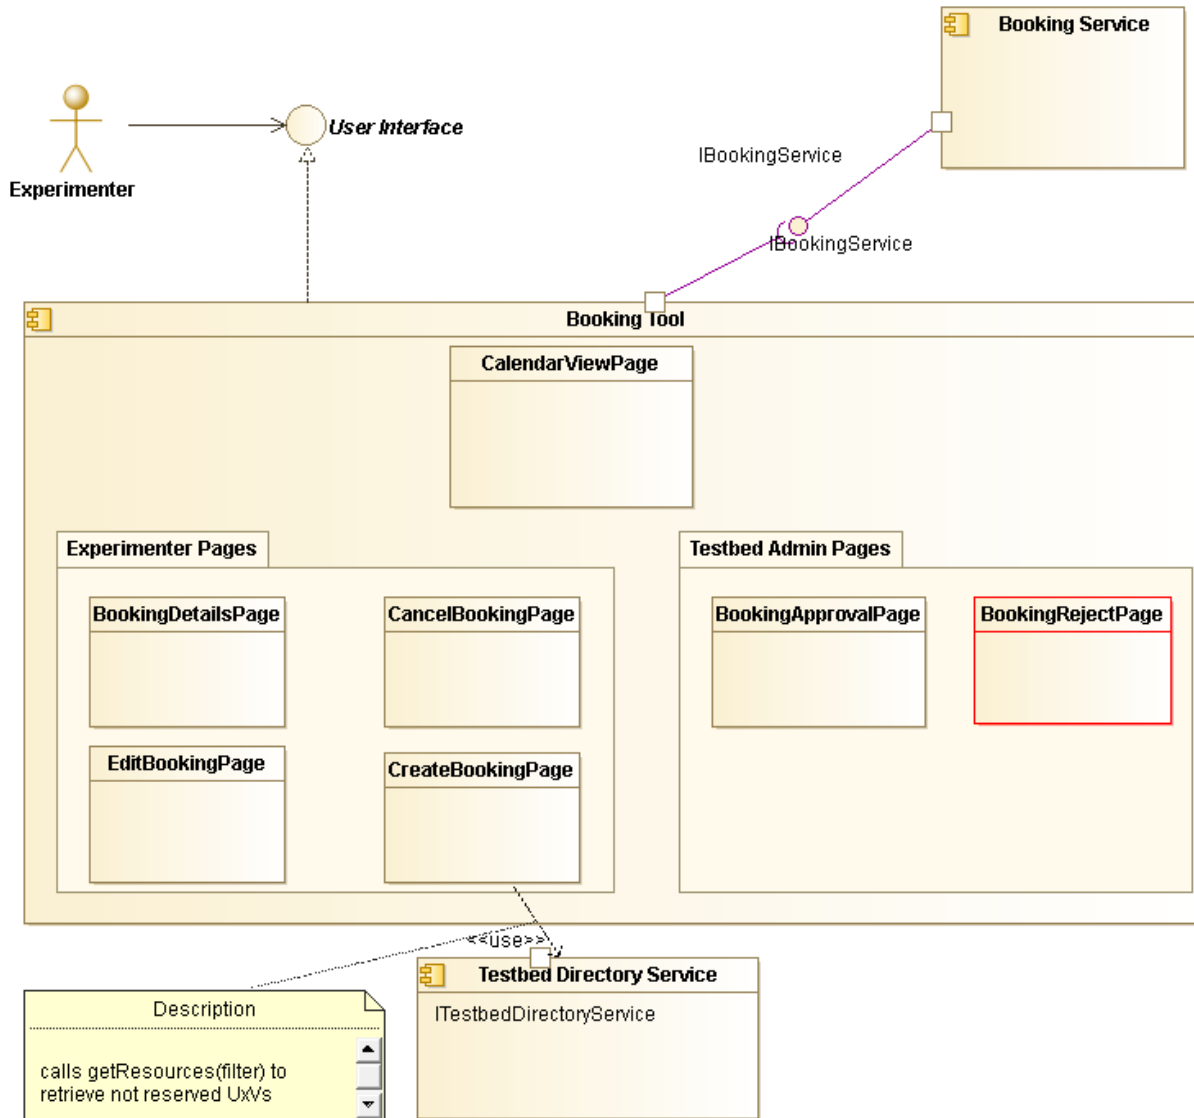 Booking Service
User Interface
Experimenter
IBookingService
IBookingService
Booking Tool
CalendarViewPage
Experimenter Pages
Testbed Admin Pages
BookingDetailsPage
CancelBookingPage
BookingApprovalPage
BookingRejectPage
EditBookingPage
CreateBookingPage
<<use>>
Testbed Directory Service
ITestbedDirectoryService
Description
calls getResources(filter) to
retrieve not reserved UxVs